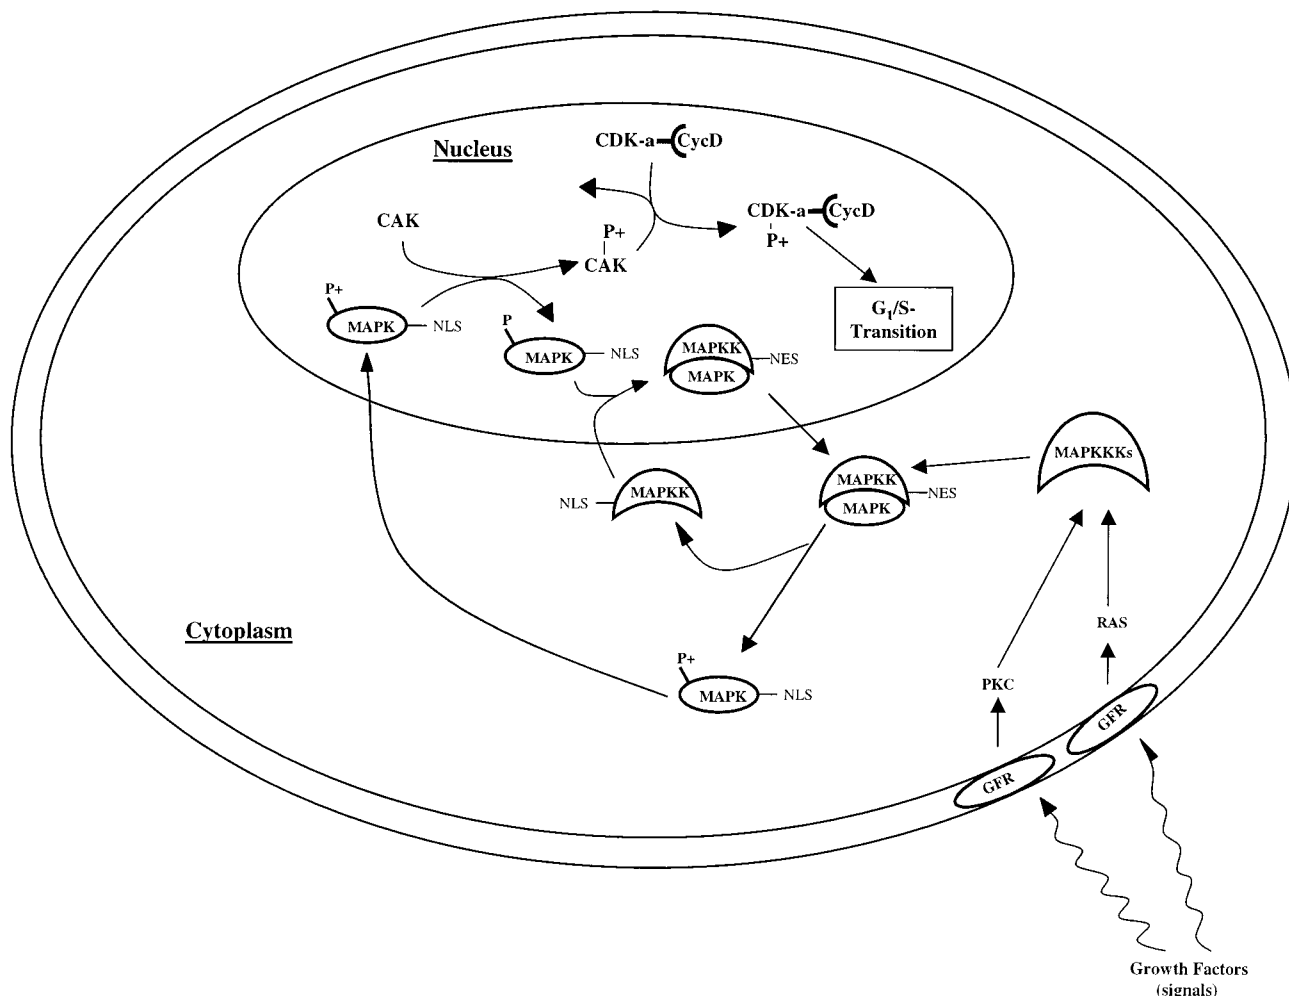 CDK-a CycD
Nucleus
CDK-a CycD
P+
CAK
P+
CAK
P+
MAPK NLS
P
MAPK NLS
MAPKK
NES
MAPK
G1/S-
Transition
MAPKKKs
MAPKK
NES
MAPK
NLS MAPKK
Cytoplasm
RAS
P+
MAPK NLS
PKC
GFR
GFR
Growth Factors
(signals)